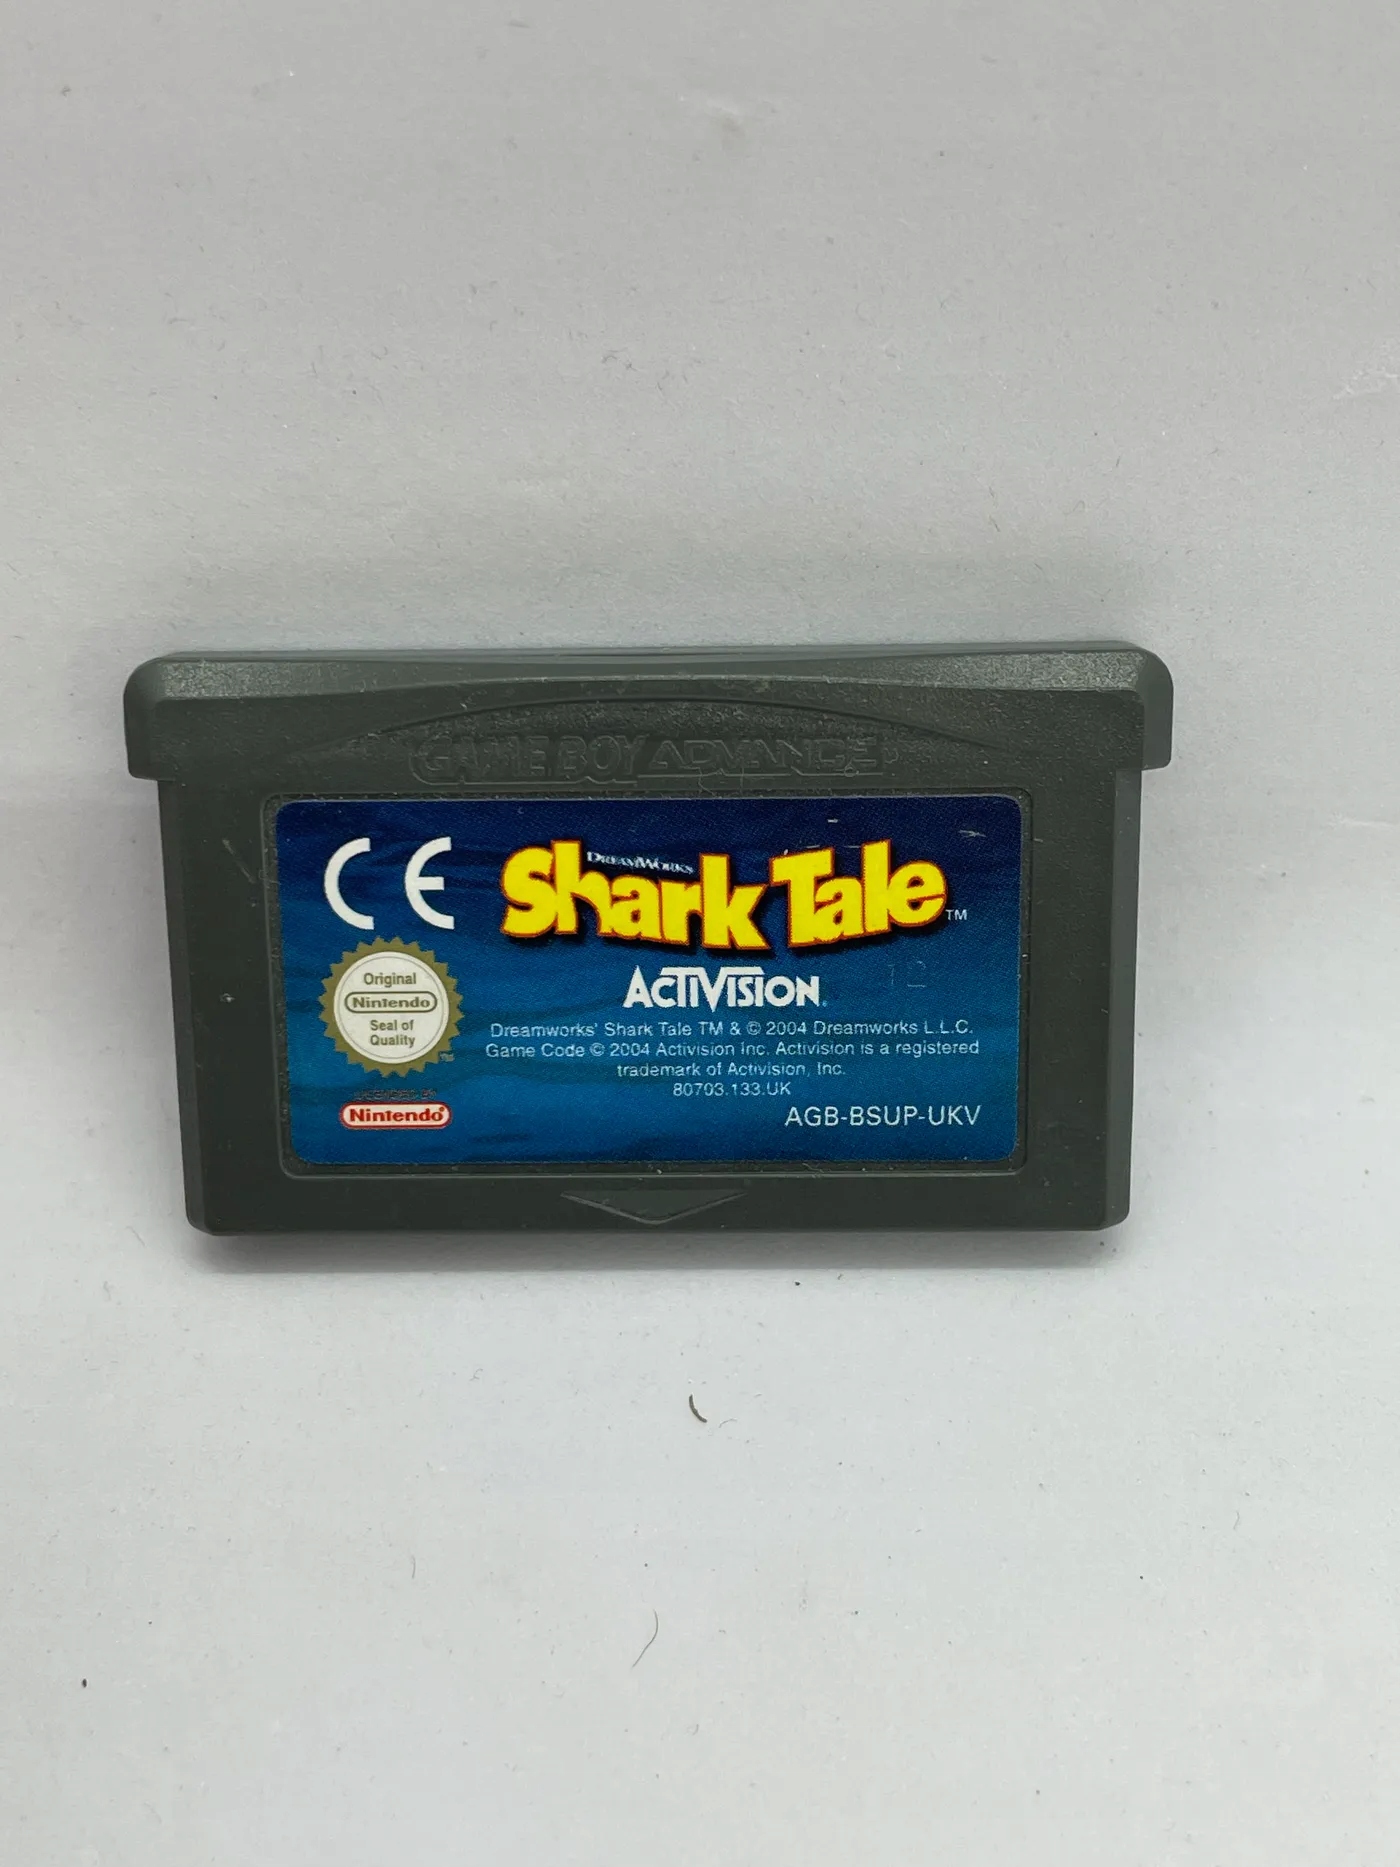 GAME BOY ADVANCE
CE
DREAMWORKS
Shark Tale™
ACTIVISION®
12
Original
Nintendo
Seal of
Quality
TM
Dreamworks' Shark Tale TM & © 2004 Dreamworks L.L.C.
Game Code © 2004 Activision Inc. Activision is a registered
trademark of Activision, Inc.
80703.133.UK
LICENSED BY
Nintendo®
AGB-BSUP-UKV